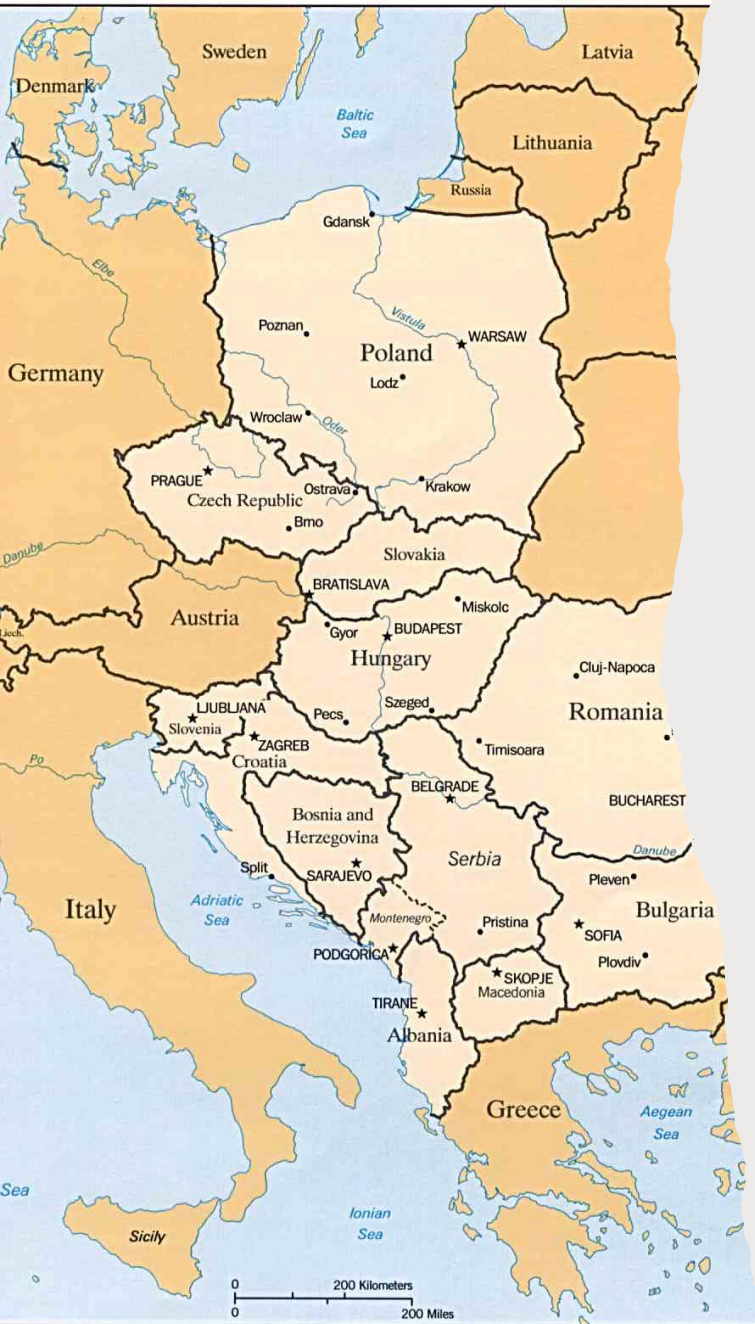 Sweden
Latvia
Denmark
Baltic
Sea
Lithuania
Russia
Gdansk
Elbe
Vistula
Poznan
WARSAW
Poland
Germany
Lodz
Wroclaw
Oder
PRAGUE
Ostrava
Krakow
Czech Republic
Brno
Danube
Slovakia
BRATISLAVA
Miskolc
Austria
Liech.
Gyor
BUDAPEST
Hungary
Cluj-Napoca
Szeged
LJUBLJANA
Pecs
Romania
Slovenia
ZAGREB
Timisoara
Croatia
Po
BELGRADE
BUCHAREST
Bosnia and
Herzegovina
Danube
Serbia
Split
SARAJEVO
Pleven
Adriatic
Sea
Italy
Montenegro
Pristina
Bulgaria
SOFIA
PODGORICA
Plovdiv
SKOPJE
Macedonia
TIRANE
Albania
Greece
Aegean
Sea
Sea
Ionian
Sea
Sicily
0 200 Kilometers
0 200 Miles